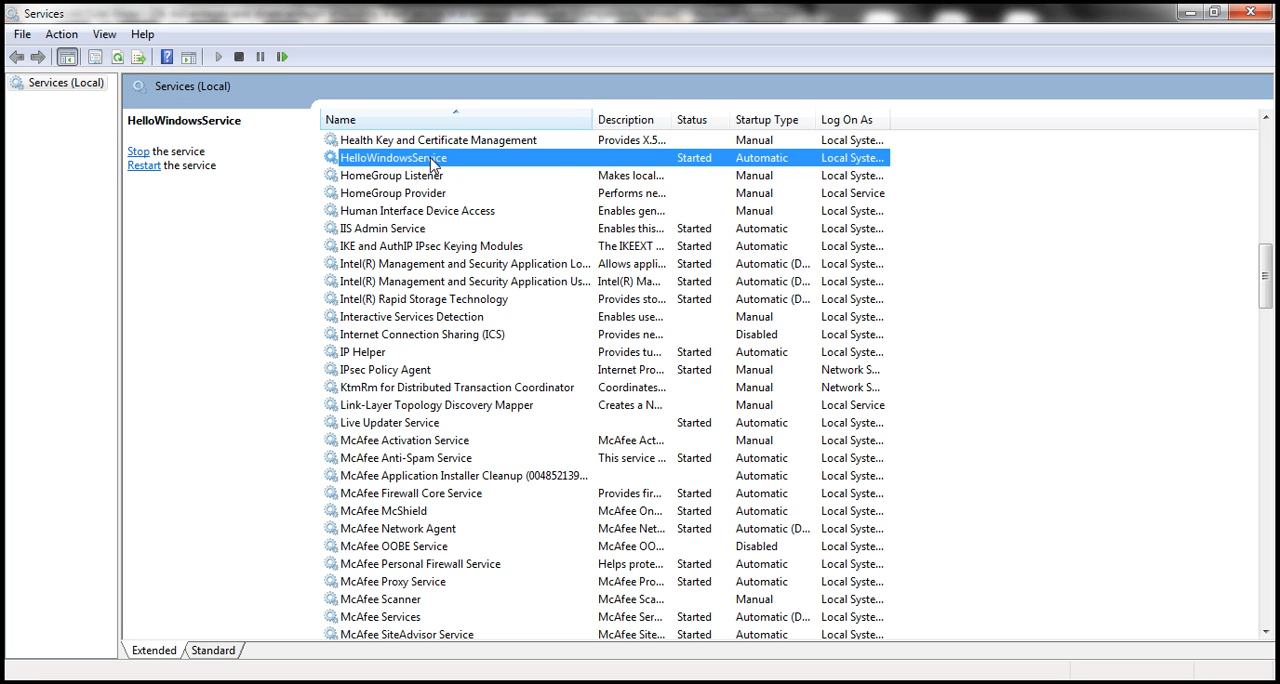 Services
File Action View Help
Services (Local)
Services (Local)
HelloWindowsService
Stop the service
Restart the service
Name Description Status Startup Type Log On As
Health Key and Certificate Management Provides X.5... Manual Local Syste...
HelloWindowsService Started Automatic Local Syste...
HomeGroup Listener Makes local... Manual Local Syste...
HomeGroup Provider Performs ne... Manual Local Service
Human Interface Device Access Enables gen... Manual Local Syste...
IIS Admin Service Enables this... Started Automatic Local Syste...
IKE and AuthIP IPsec Keying Modules The IKEEXT ... Started Automatic Local Syste...
Intel(R) Management and Security Application Lo... Allows appli... Started Automatic (D... Local Syste...
Intel(R) Management and Security Application Us... Intel(R) Ma... Started Automatic (D... Local Syste...
Intel(R) Rapid Storage Technology Provides sto... Started Automatic (D... Local Syste...
Interactive Services Detection Enables use... Manual Local Syste...
Internet Connection Sharing (ICS) Provides ne... Disabled Local Syste...
IP Helper Provides tu... Started Automatic Local Syste...
IPsec Policy Agent Internet Pro... Started Manual Network S...
KtmRm for Distributed Transaction Coordinator Coordinates... Manual Network S...
Link-Layer Topology Discovery Mapper Creates a N... Manual Local Service
Live Updater Service Started Automatic Local Syste...
McAfee Activation Service McAfee Act... Manual Local Syste...
McAfee Anti-Spam Service This service ... Started Automatic Local Syste...
McAfee Application Installer Cleanup (004852139... Automatic Local Syste...
McAfee Firewall Core Service Provides fir... Started Automatic Local Syste...
McAfee McShield McAfee On... Started Automatic Local Syste...
McAfee Network Agent McAfee Net... Started Automatic (D... Local Syste...
McAfee OOBE Service McAfee OO... Disabled Local Syste...
McAfee Personal Firewall Service Helps prote... Started Automatic Local Syste...
McAfee Proxy Service McAfee Pro... Started Automatic Local Syste...
McAfee Scanner McAfee Sca... Manual Local Syste...
McAfee Services McAfee Ser... Started Automatic (D... Local Syste...
McAfee SiteAdvisor Service McAfee Site... Started Automatic Local Syste...
Extended Standard